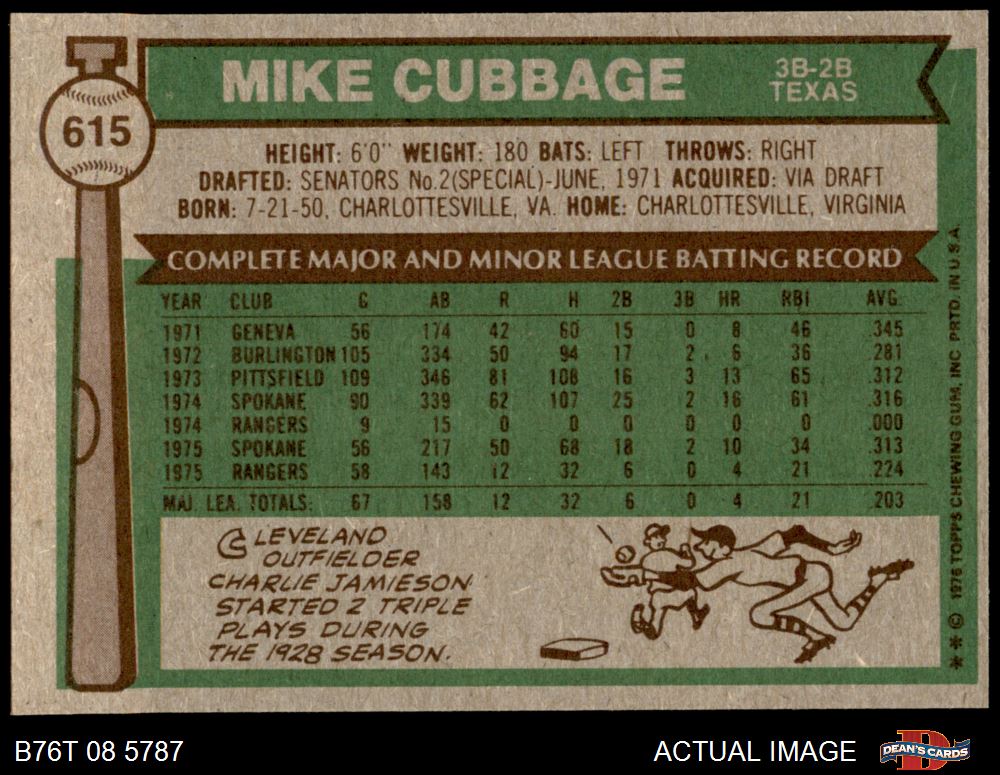 MIKE CUBBAGE
3B-2B
TEXAS
615
HEIGHT: 6'0" WEIGHT: 180 BATS: LEFT THROWS: RIGHT
DRAFTED: SENATORS No.2(SPECIAL)-JUNE, 1971 ACQUIRED: VIA DRAFT
BORN: 7-21-50, CHARLOTTESVILLE, VA. HOME: CHARLOTTESVILLE, VIRGINIA
COMPLETE MAJOR AND MINOR LEAGUE BATTING RECORD
YEAR CLUB G AB R H 2B 3B HR RBI AVG.
1971 GENEVA 56 174 42 60 15 0 8 46 .345
1972 BURLINGTON 105 334 50 94 17 2 6 36 .281
1973 PITTSFIELD 109 346 81 108 16 3 13 65 .312
1974 SPOKANE 90 339 62 107 25 2 16 61 .316
1974 RANGERS 9 15 0 0 0 0 0 0 .000
1975 SPOKANE 56 217 50 68 18 2 10 34 .313
1975 RANGERS 58 143 12 32 6 0 4 21 .224
MAJ. LEA. TOTALS: 67 158 12 32 6 0 4 21 .203
CLEVELAND
OUTFIELDER
CHARLIE JAMIESON
STARTED 2 TRIPLE
PLAYS DURING
THE 1928 SEASON.
** © 1976 TOPPS CHEWING GUM, INC. PRTD. IN U.S.A.
B76T 08 5787
ACTUAL IMAGE
DEAN'S CARDS